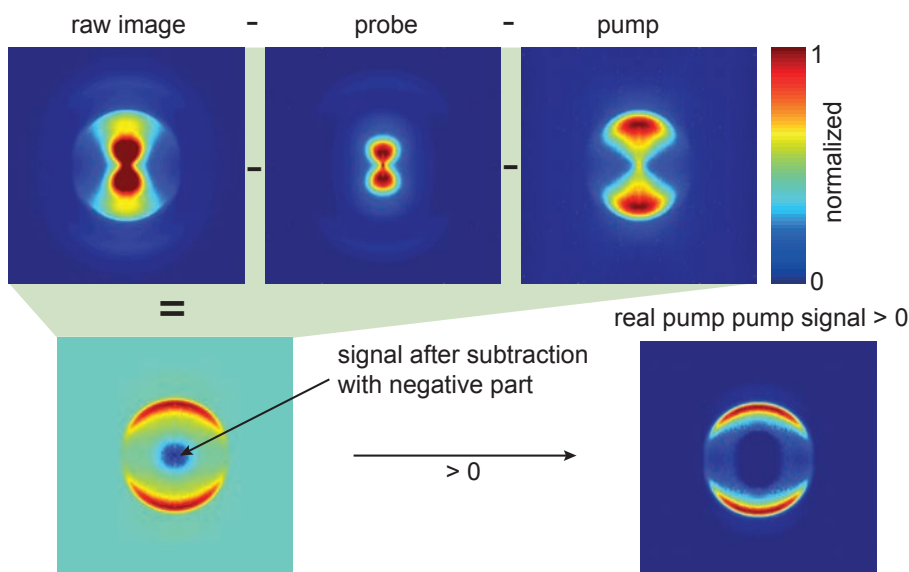 raw image - probe - pump
- -
1
normalized
0
=
real pump pump signal > 0
signal after subtraction
with negative part
> 0